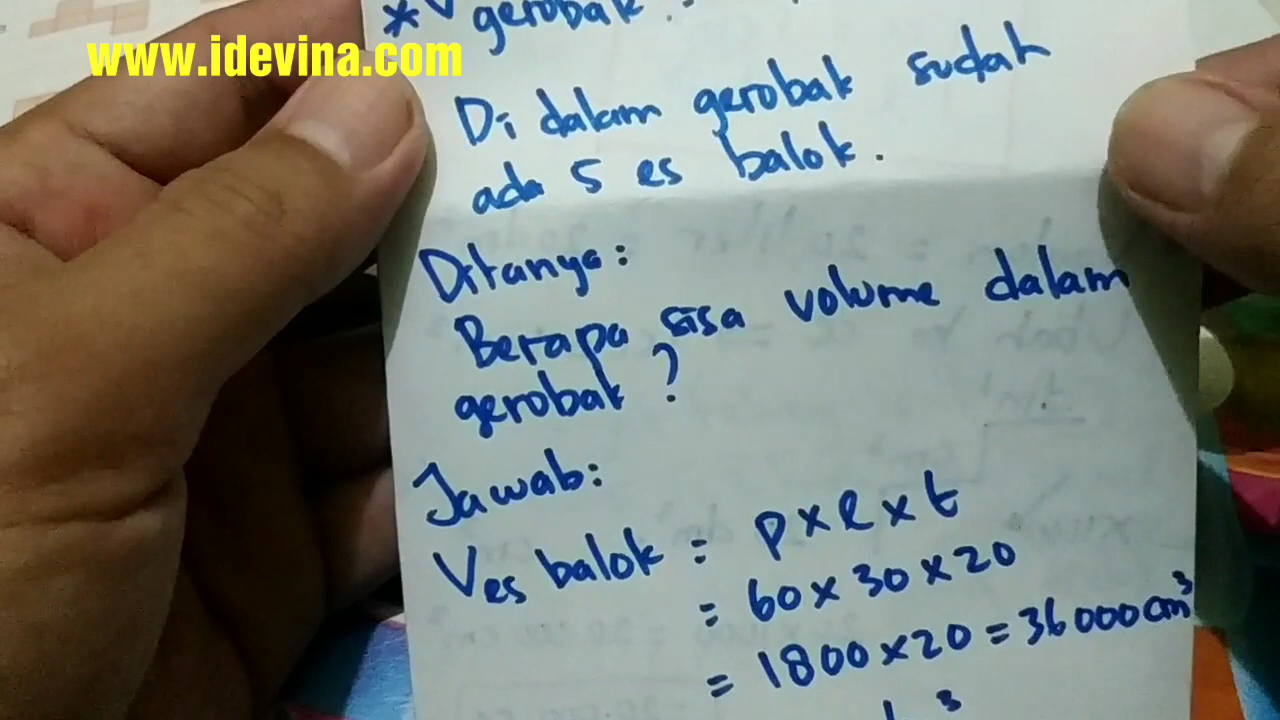 www.idevina.com
* V gerobak :
Di dalam gerobak sudah
ada 5 es balok.
Ditanya:
Berapa sisa volume dalam
gerobak ?
Jawab:
Ves balok = p x l x t
= 60 x 30 x 20
= 1800 x 20 = 36000 cm³